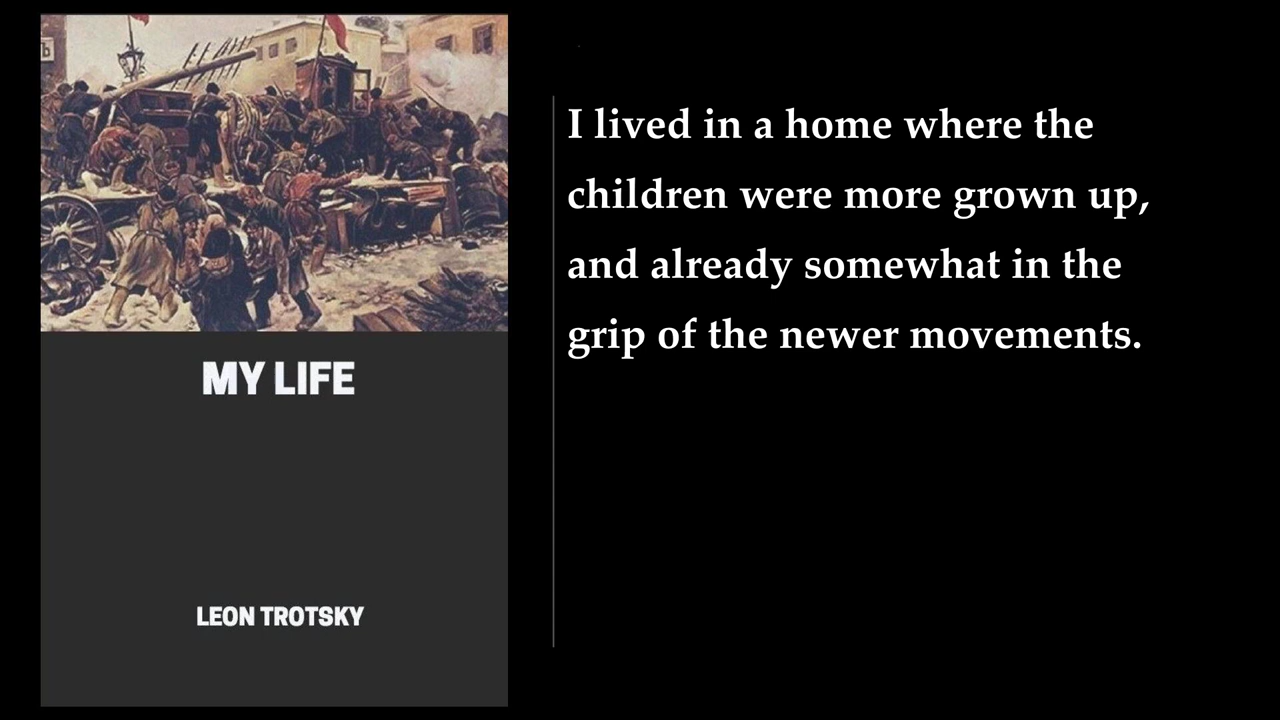 MY LIFE
LEON TROTSKY
I lived in a home where the
children were more grown up,
and already somewhat in the
grip of the newer movements.